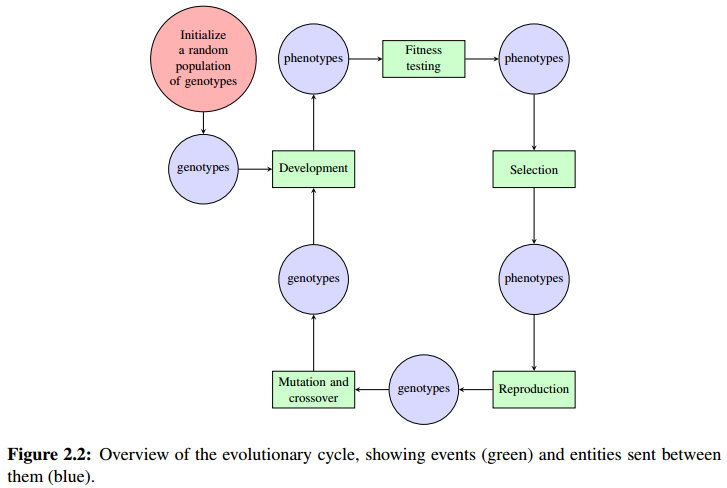 Initialize
a random
population
of genotypes
phenotypes
Fitness
testing
phenotypes
genotypes
Development
Selection
genotypes
phenotypes
Mutation and
crossover
genotypes
Reproduction
Figure 2.2: Overview of the evolutionary cycle, showing events (green) and entities sent between
them (blue).